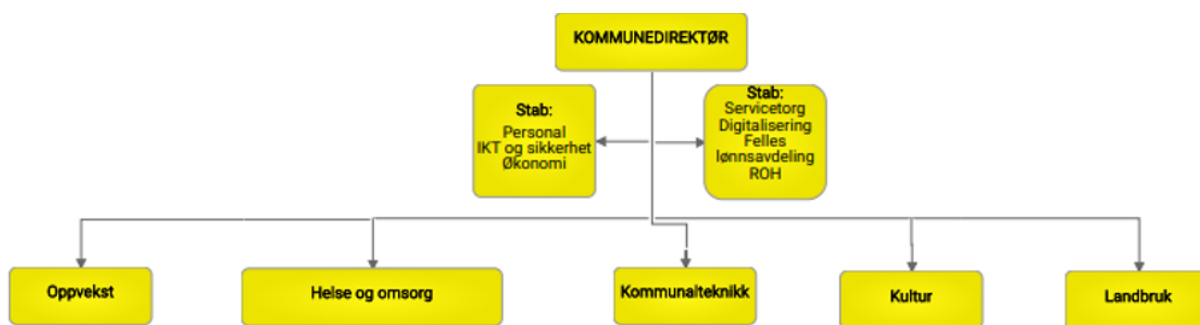 KOMMUNEDIREKTØR
Stab:
Personal
IKT og sikkerhet
Økonomi
Stab:
Servicetorg
Digitalisering
Felles
lønnsavdeling
ROH
Oppvekst
Helse og omsorg
Kommunalteknikk
Kultur
Landbruk